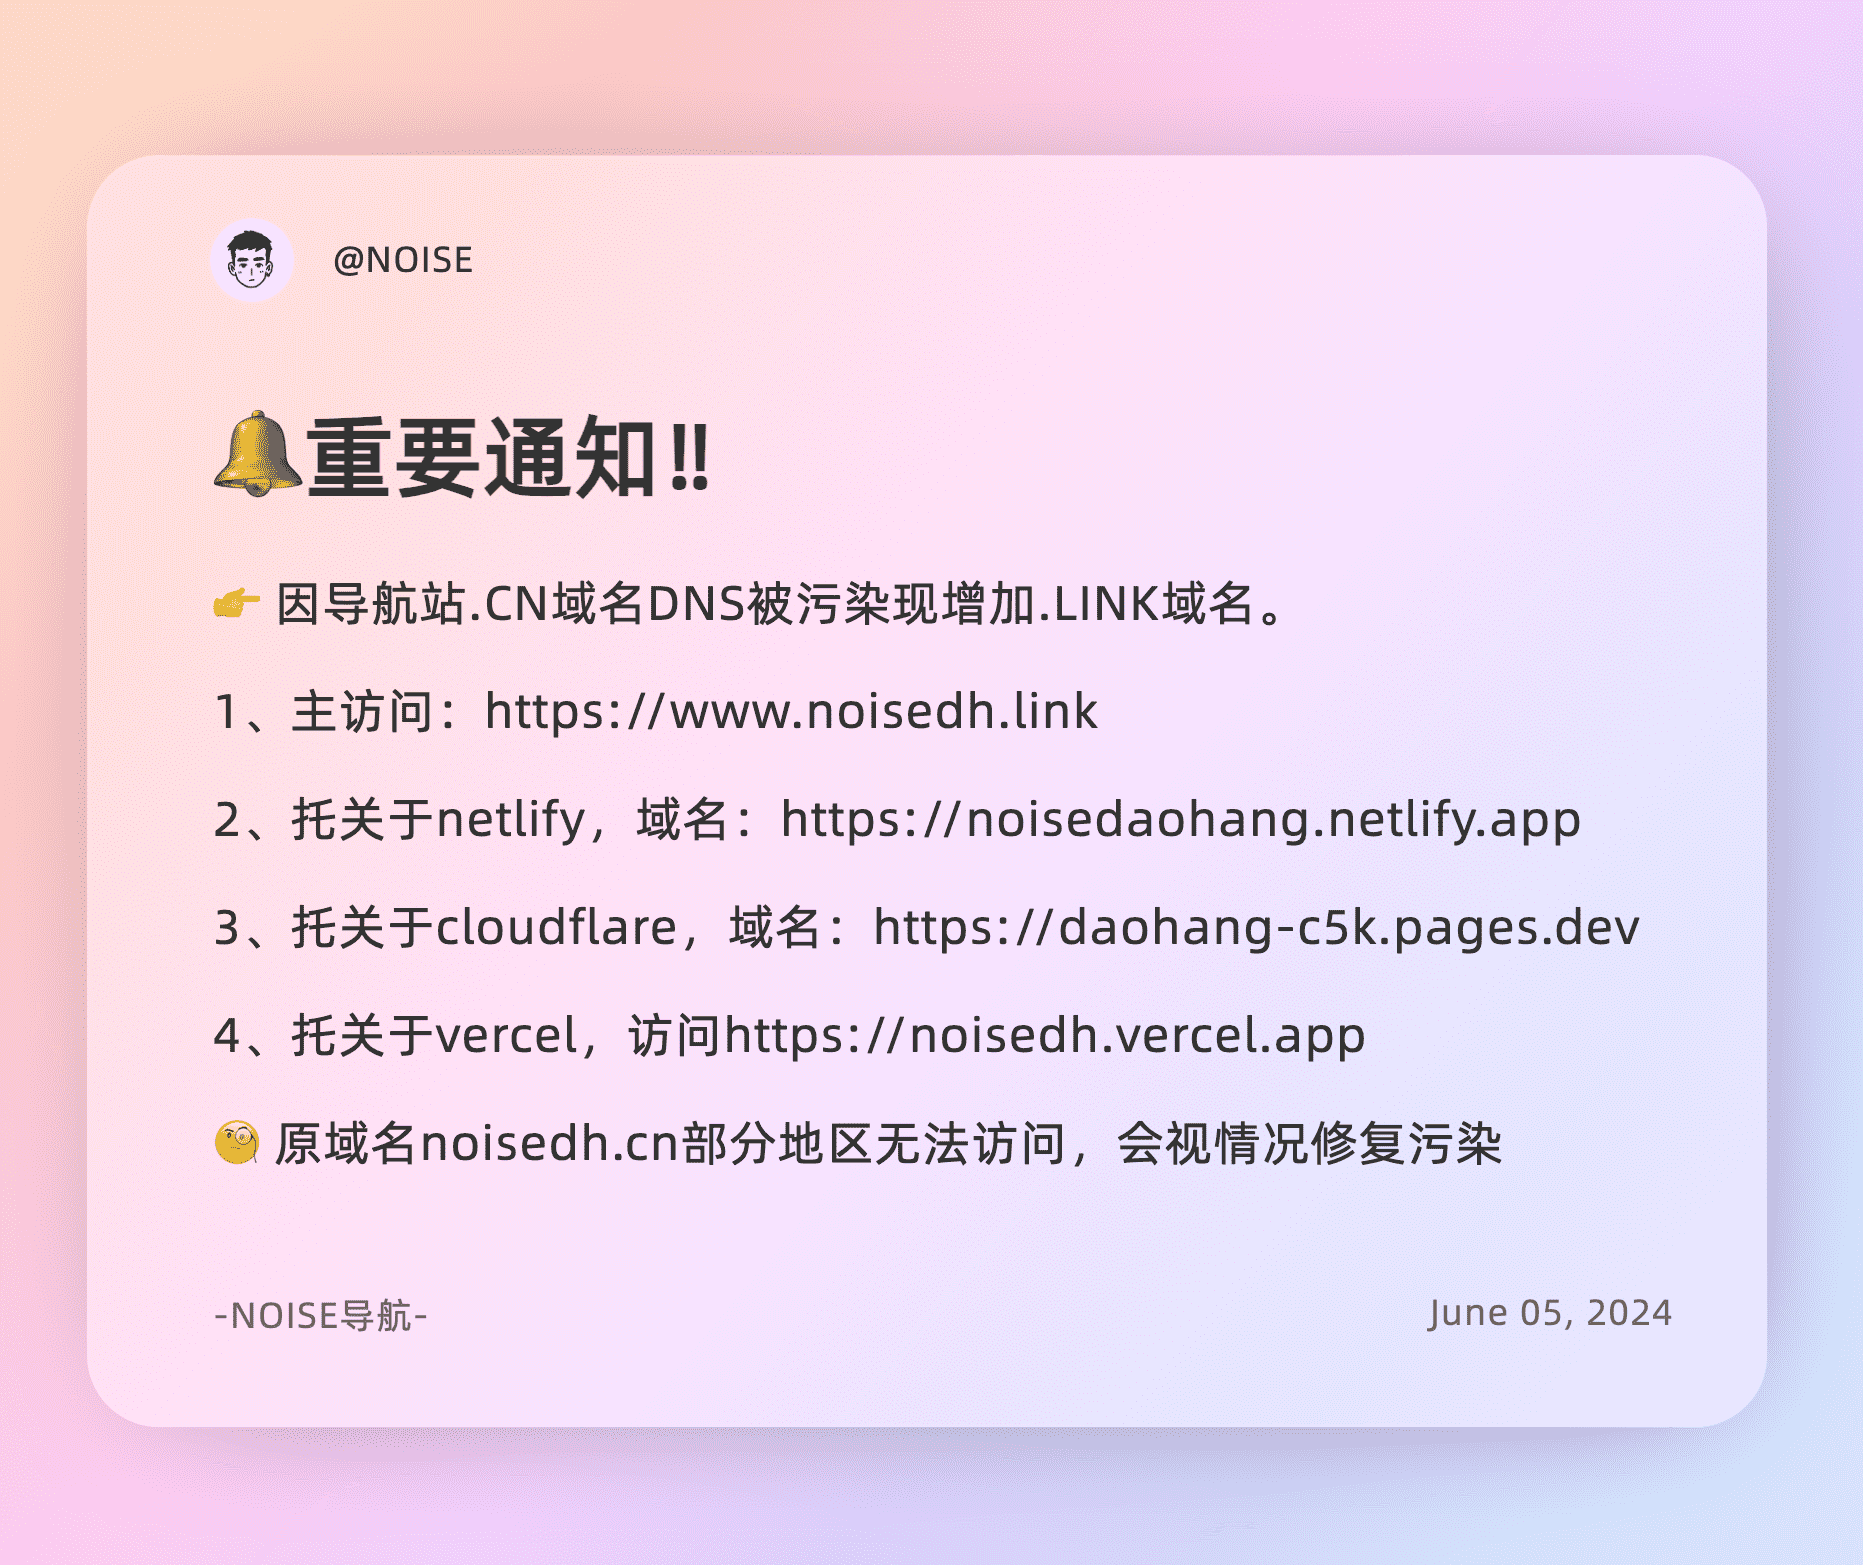 @NOISE
🔔重要通知‼
👉 因导航站.CN域名DNS被污染现增加.LINK域名。
1、主访问：https://www.noisedh.link
2、托关于netlify，域名：https://noisedaohang.netlify.app
3、托关于cloudflare，域名：https://daohang-c5k.pages.dev
4、托关于vercel，访问https://noisedh.vercel.app
🧐 原域名noisedh.cn部分地区无法访问，会视情况修复污染
-NOISE导航-
June 05, 2024